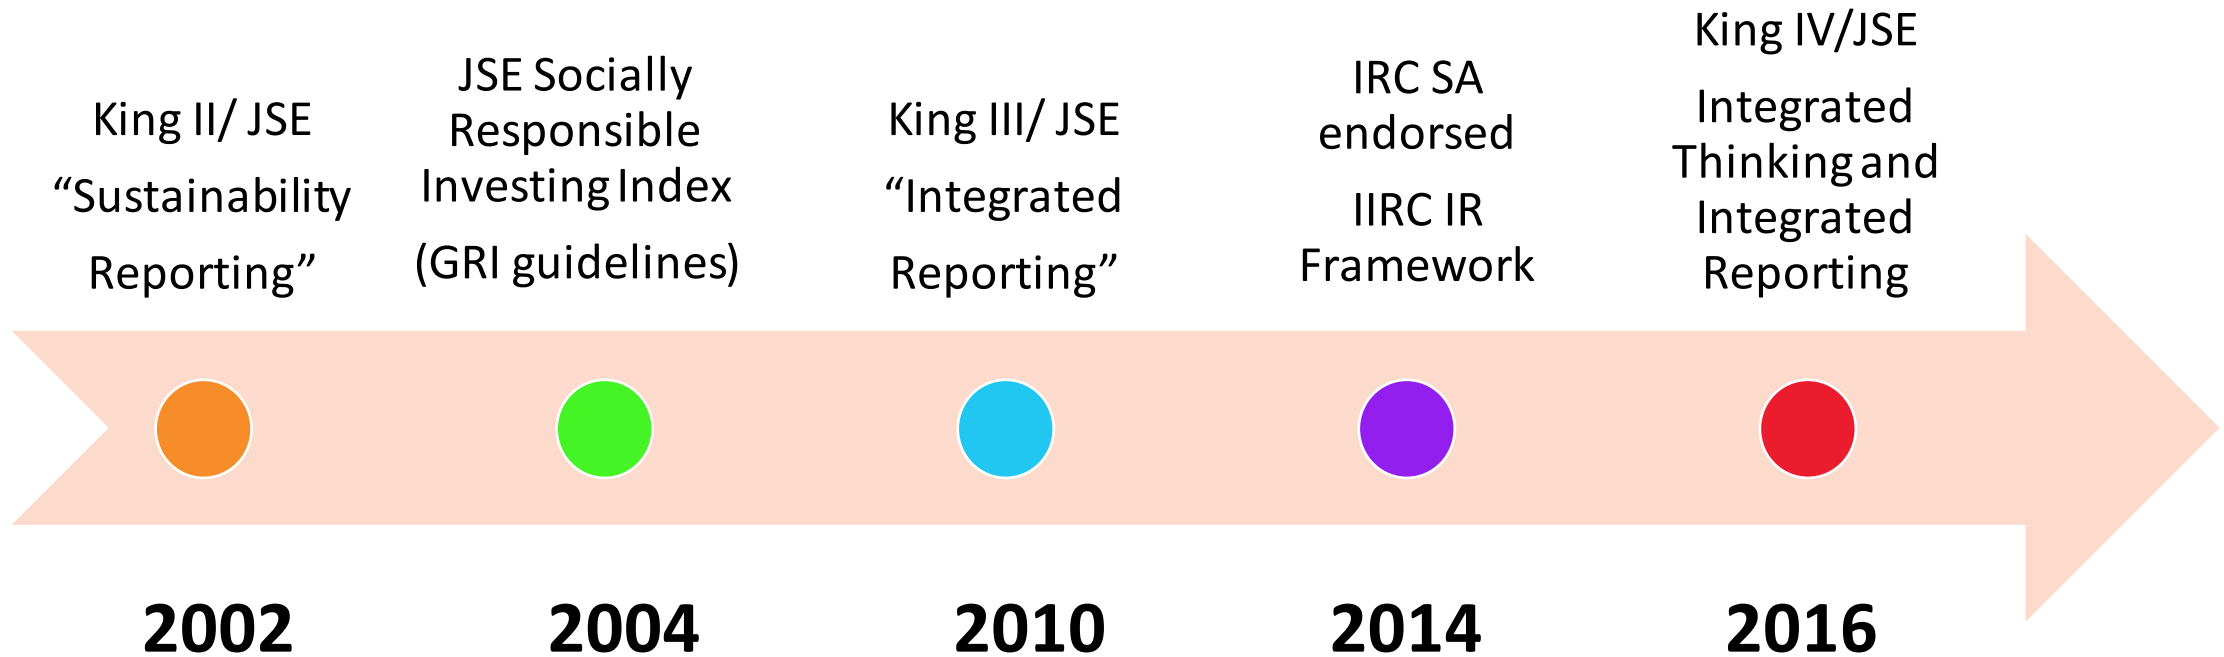 King II/ JSE
“Sustainability
Reporting”
2002
JSE Socially
Responsible
Investing Index
(GRI guidelines)
2004
King III/ JSE
“Integrated
Reporting”
2010
IRC SA
endorsed
IIRC IR
Framework
2014
King IV/JSE
Integrated
Thinking and
Integrated
Reporting
2016